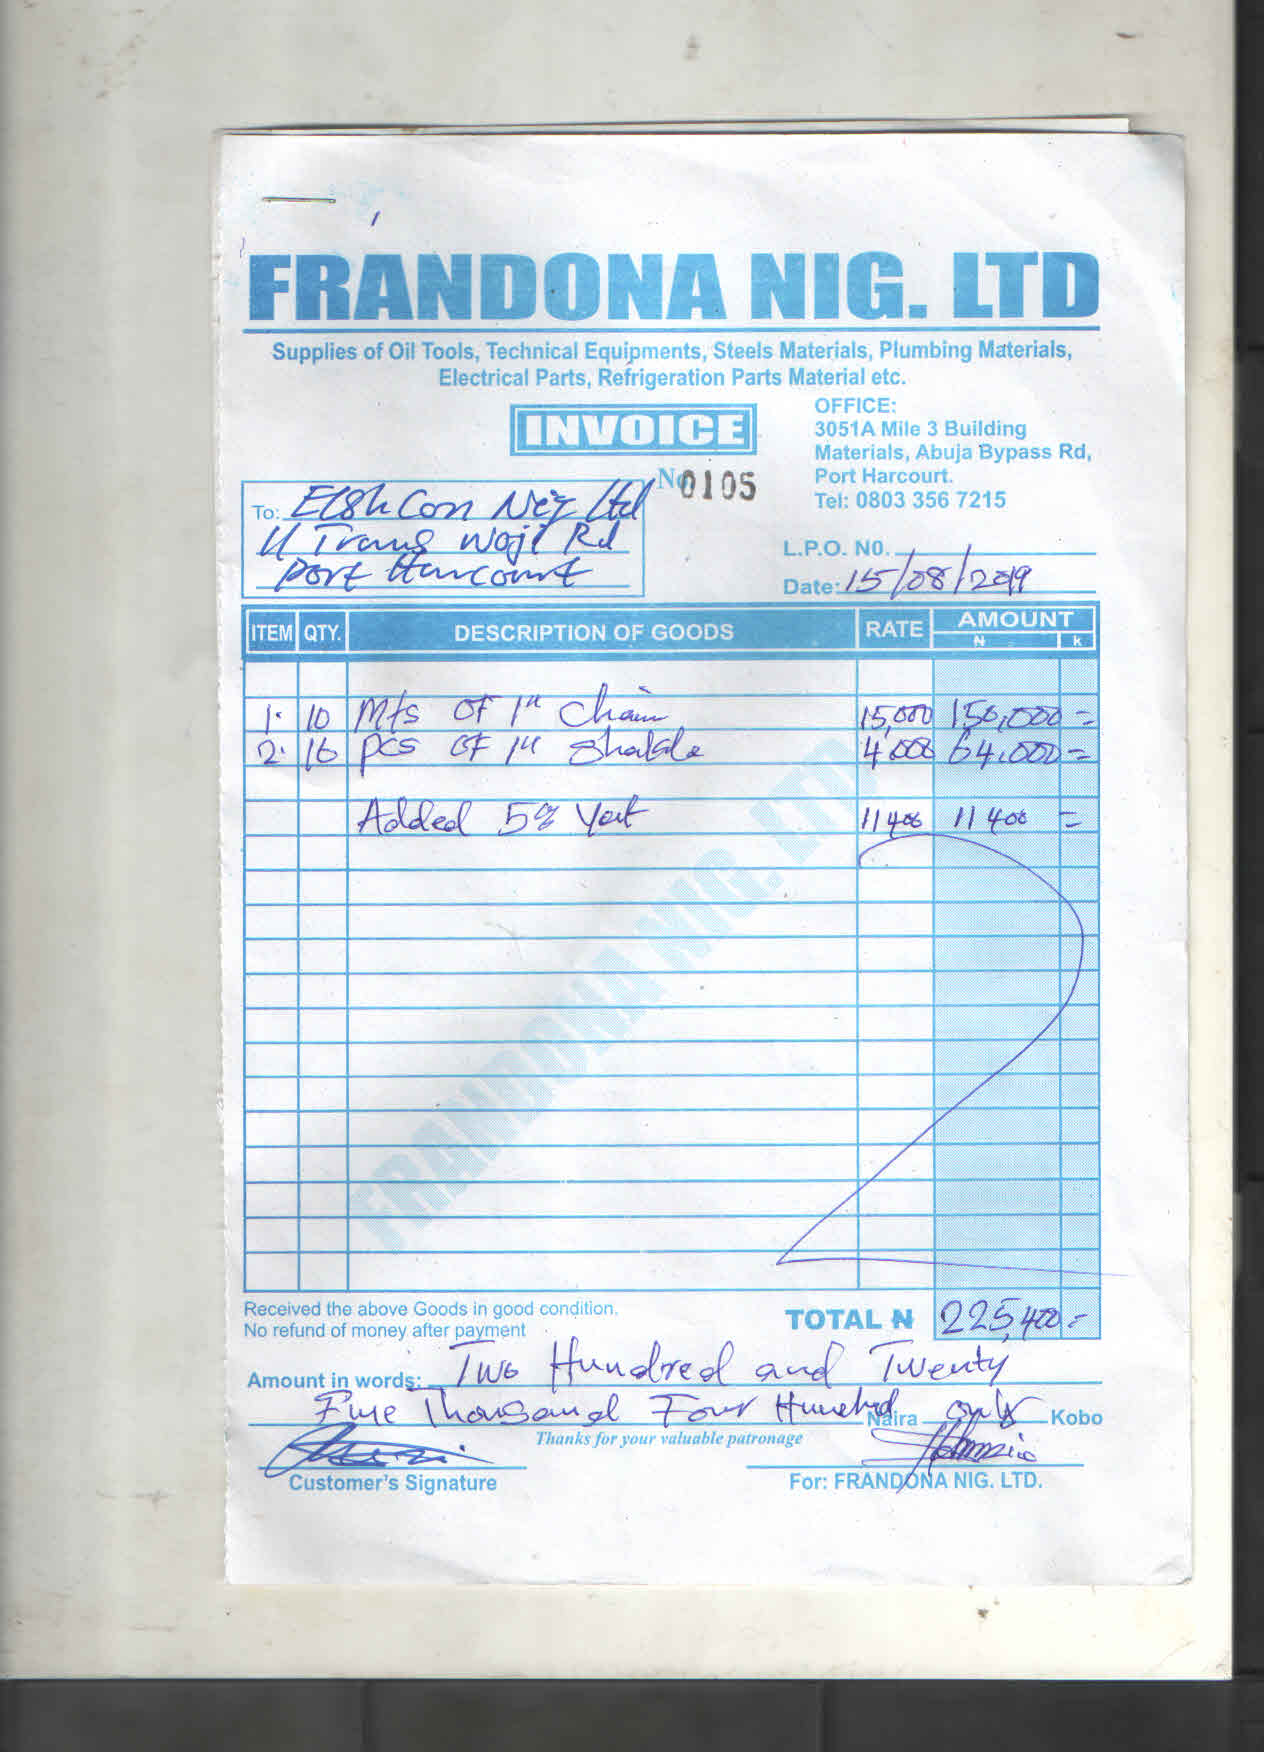 FRANDONA NIG. LTD
Supplies of Oil Tools, Technical Equipments, Steels Materials, Plumbing Materials,
Electrical Parts, Refrigeration Parts Material etc.
INVOICE
OFFICE:
3051A Mile 3 Building
Materials, Abuja Bypass Rd,
Port Harcourt.
Tel: 0803 356 7215
No 0105
To: Con Nig Ltd
11 Trans Woji Rd
Port Harcourt
L.P.O. N0.
Date: 15/08/2019
ITEM QTY. DESCRIPTION OF GOODS RATE AMOUNT
N k
1. 10 Mts OF 1" Chain 15,000 150,000 =
2. 16 Pcs OF 1" Shakle 4,000 64,000 =
Added 5% Vat 11400 11400 =
FRANDONA NIG. LTD
Received the above Goods in good condition.
No refund of money after payment
TOTAL N 225,400 =
Amount in words: Two Hundred and Twenty
Five Thousand Four Hundred Naira only Kobo
Thanks for your valuable patronage
Customer's Signature
For: FRANDONA NIG. LTD.